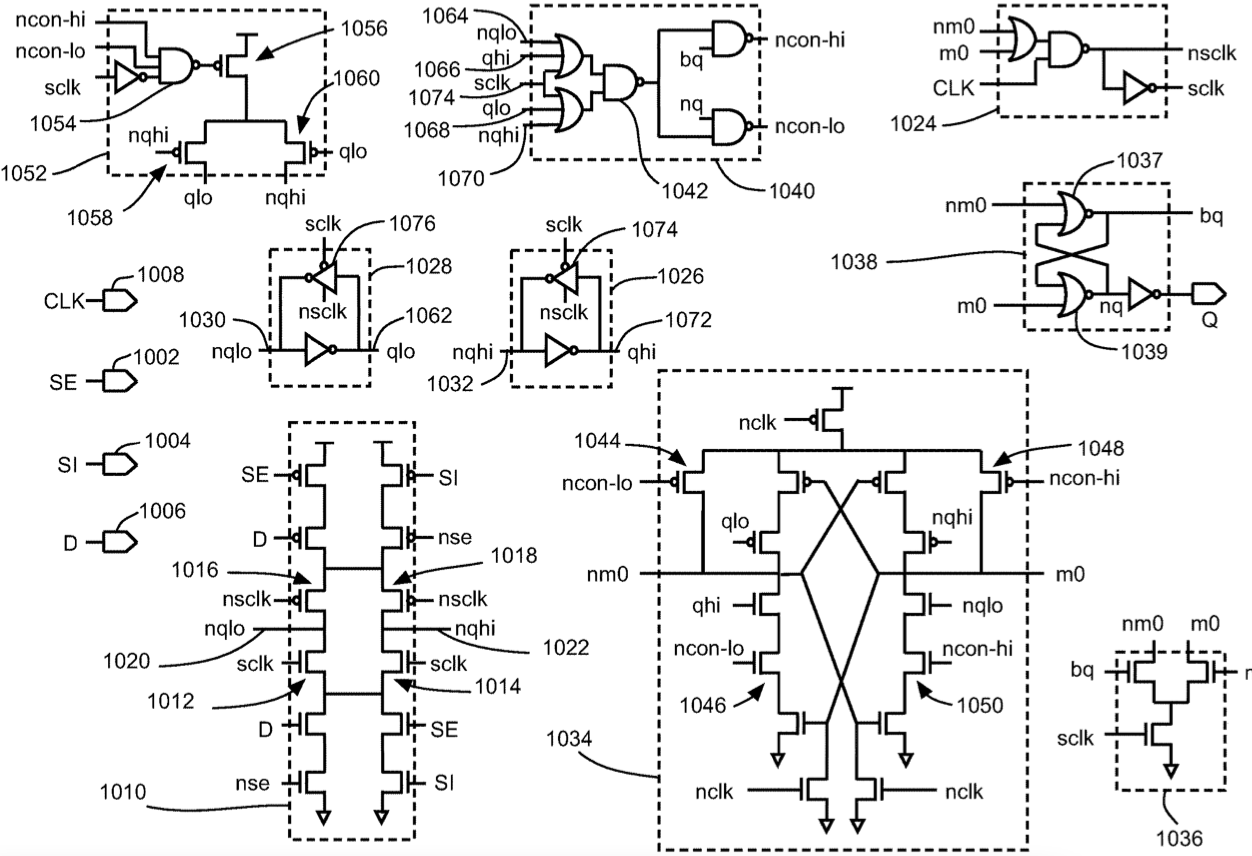 ncon-hi
ncon-lo
sclk
1054
1056
1060
nqhi
qlo
1052
1058
qlo
nqhi
1064
nqlo
qhi
1066
sclk
1074
qlo
1068
nqhi
1070
bq
nq
ncon-hi
ncon-lo
1042
1040
nm0
m0
CLK
1024
nsclk
sclk
1037
nm0
bq
1038
m0
nq
Q
1039
CLK
1008
SE
1002
SI
1004
D
1006
sclk
1076
1028
nsclk
1030
1062
nqlo
qlo
sclk
1074
1026
nsclk
1072
nqhi
qhi
1032
SE
SI
D
nse
1016
1018
nsclk
nsclk
nqlo
nqhi
1020
1022
sclk
sclk
1012
1014
D
SE
nse
SI
1010
nclk
1044
1048
ncon-lo
ncon-hi
qlo
nqhi
nm0
m0
qhi
nqlo
ncon-lo
ncon-hi
1046
1050
1034
nclk
nclk
nm0
m0
bq
sclk
1036